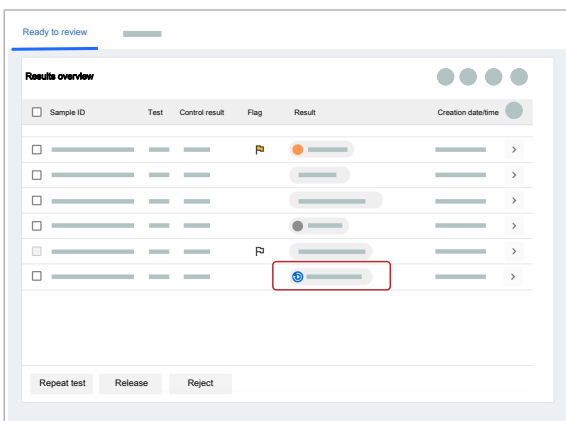 Ready to review
Results overview
Sample ID Test Control result Flag Result Creation date/time
Repeat test Release Reject